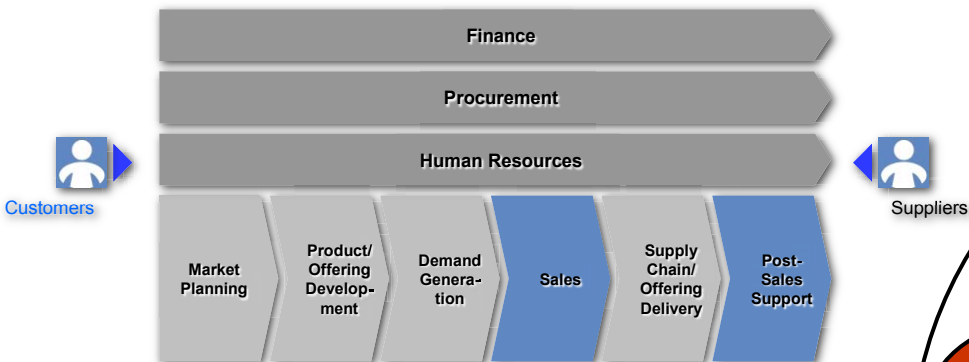 Finance
Procurement
Human Resources
Customers
Suppliers
Market
Planning
Product/
Offering
Develop-
ment
Demand
Genera-
tion
Sales
Supply
Chain/
Offering
Delivery
Post-
Sales
Support